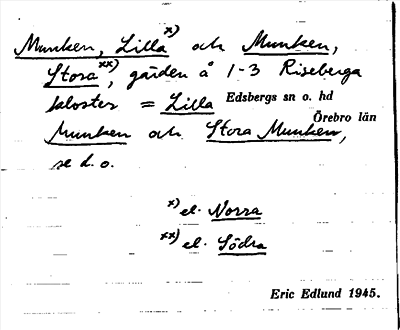 Munken, Lilla x) och Munken,
Stora xx), gården å 1-3 Riseberga
kloster = Lilla Edsbergs sn o. hd
Örebro län
Munken och Stora Munken,
se d. o.
x) el. Norra
xx) el. Södra
Eric Edlund 1945.